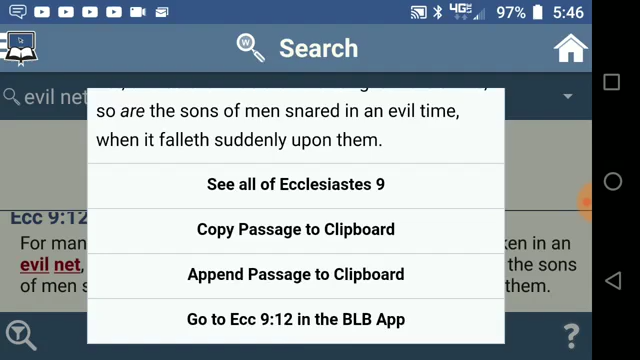 4G 97% 5:46
W Search
evil net
so are the sons of men snared in an evil time,
when it falleth suddenly upon them.
See all of Ecclesiastes 9
Copy Passage to Clipboard
Append Passage to Clipboard
Go to Ecc 9:12 in the BLB App
Ecc 9:12
For man ken in an
evil net, the sons
of men s them.
?